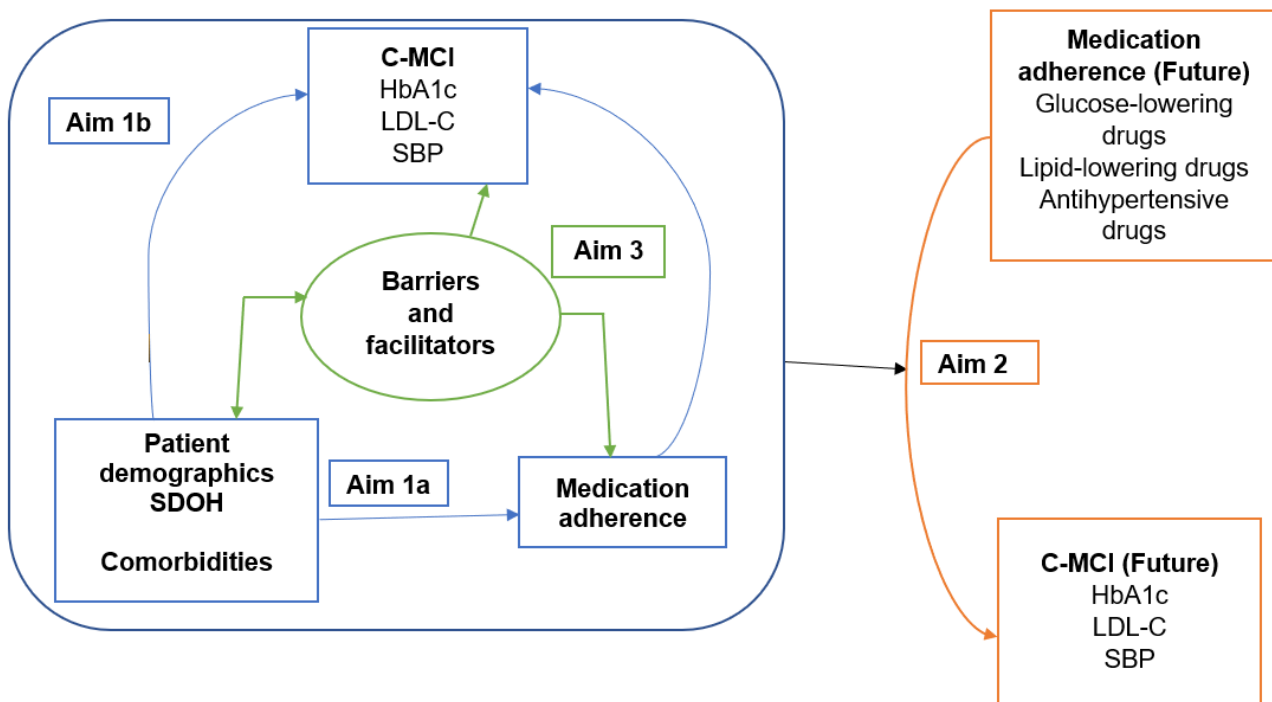 C-MCI
HbA1c
LDL-C
SBP
Aim 1b
Aim 3
Barriers
and
facilitators
Patient
demographics
SDOH
Comorbidities
Aim 1a
Medication
adherence
Medication
adherence (Future)
Glucose-lowering
drugs
Lipid-lowering drugs
Antihypertensive
drugs
Aim 2
C-MCI (Future)
HbA1c
LDL-C
SBP